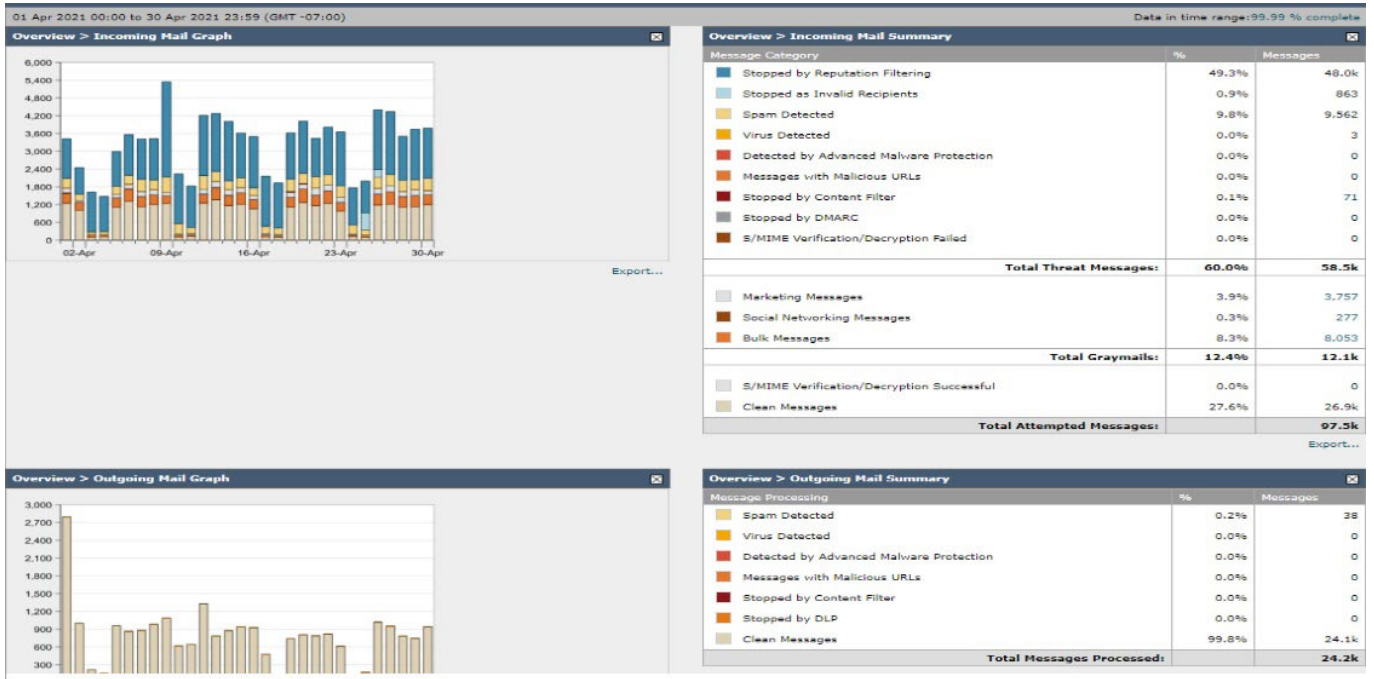 01 Apr 2021 00:00 to 30 Apr 2021 23:59 (GMT -07:00)
Data in time range:99.99 % complete
Overview > Incoming Mail Graph
6,000
5,400
4,800
4,200
3,600
3,000
2,400
1,800
1,200
600
0
02-Apr 09-Apr 16-Apr 23-Apr 30-Apr
Export...
Overview > Incoming Mail Summary
Message Category % Messages
Stopped by Reputation Filtering 49.3% 48.0k
Stopped as Invalid Recipients 0.9% 863
Spam Detected 9.8% 9,562
Virus Detected 0.0% 3
Detected by Advanced Malware Protection 0.0% 0
Messages with Malicious URLs 0.0% 0
Stopped by Content Filter 0.1% 71
Stopped by DMARC 0.0% 0
S/MIME Verification/Decryption Failed 0.0% 0
Total Threat Messages: 60.0% 58.5k
Marketing Messages 3.9% 3,757
Social Networking Messages 0.3% 277
Bulk Messages 8.3% 8,053
Total Graymails: 12.4% 12.1k
S/MIME Verification/Decryption Successful 0.0% 0
Clean Messages 27.6% 26.9k
Total Attempted Messages: 97.5k
Export...
Overview > Outgoing Mail Graph
3,000
2,700
2,400
2,100
1,800
1,500
1,200
900
600
300
Overview > Outgoing Mail Summary
Message Processing % Messages
Spam Detected 0.2% 38
Virus Detected 0.0% 0
Detected by Advanced Malware Protection 0.0% 0
Messages with Malicious URLs 0.0% 0
Stopped by Content Filter 0.0% 0
Stopped by DLP 0.0% 0
Clean Messages 99.8% 24.1k
Total Messages Processed: 24.2k